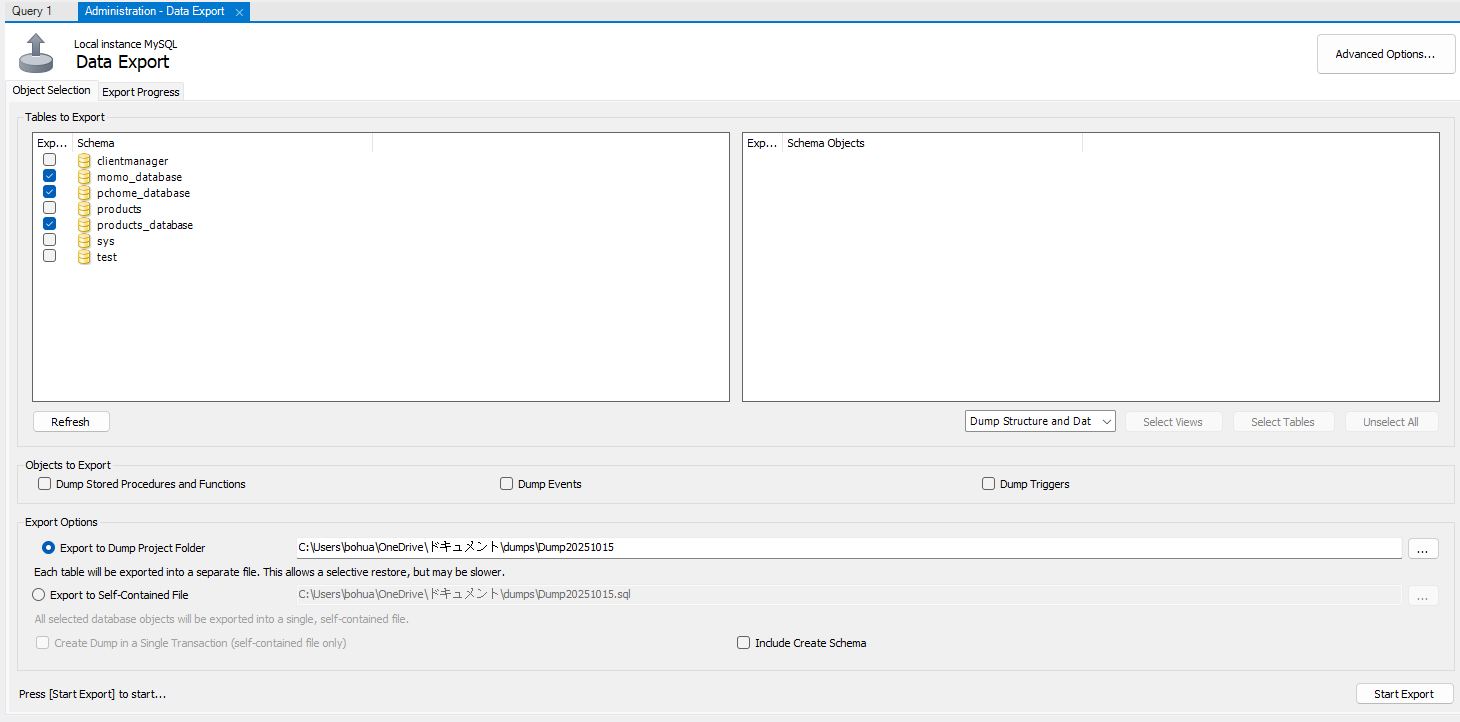 Query 1
Administration - Data Export
Local instance MySQL
Data Export
Advanced Options...
Object Selection
Export Progress
Tables to Export
Exp... Schema
clientmanager
momo_database
pchome_database
products
products_database
sys
test
Exp... Schema Objects
Refresh
Dump Structure and Dat
Select Views
Select Tables
Unselect All
Objects to Export
Dump Stored Procedures and Functions
Dump Events
Dump Triggers
Export Options
Export to Dump Project Folder
C:\Users\bohua\OneDrive\ドキュメント\dumps\Dump20251015
...
Each table will be exported into a separate file. This allows a selective restore, but may be slower.
Export to Self-Contained File
C:\Users\bohua\OneDrive\ドキュメント\dumps\Dump20251015.sql
...
All selected database objects will be exported into a single, self-contained file.
Create Dump in a Single Transaction (self-contained file only)
Include Create Schema
Press [Start Export] to start...
Start Export